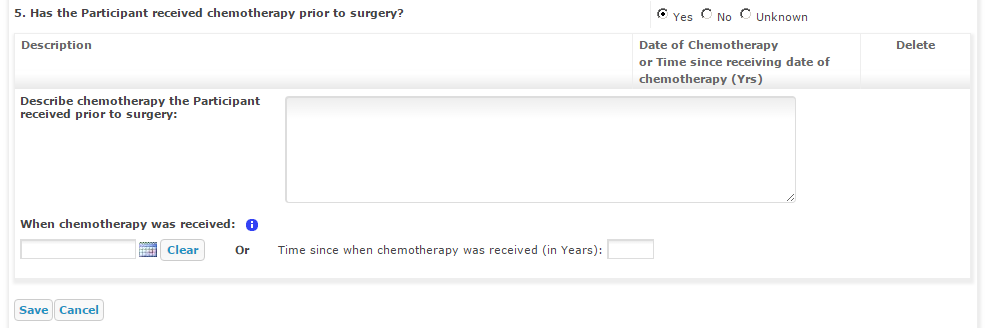 5. Has the Participant received chemotherapy prior to surgery?
Yes No Unknown
Description
Date of Chemotherapy
or Time since receiving date of
chemotherapy (Yrs)
Delete
Describe chemotherapy the Participant
received prior to surgery:
When chemotherapy was received:
Clear Or Time since when chemotherapy was received (in Years):
Save Cancel